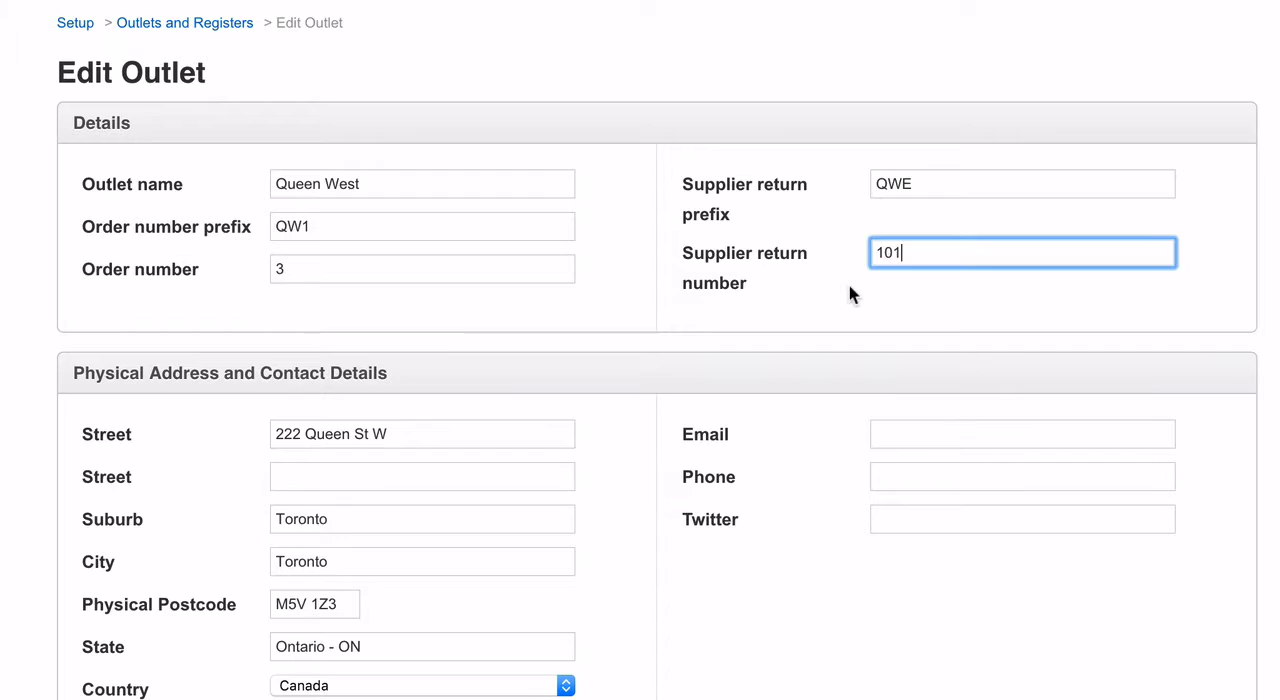 Setup > Outlets and Registers > Edit Outlet
Edit Outlet
Details
Outlet name Queen West
Order number prefix QW1
Order number 3
Supplier return prefix QWE
Supplier return number 101
Physical Address and Contact Details
Street 222 Queen St W
Street
Suburb Toronto
City Toronto
Physical Postcode M5V 1Z3
State Ontario - ON
Country Canada
Email
Phone
Twitter